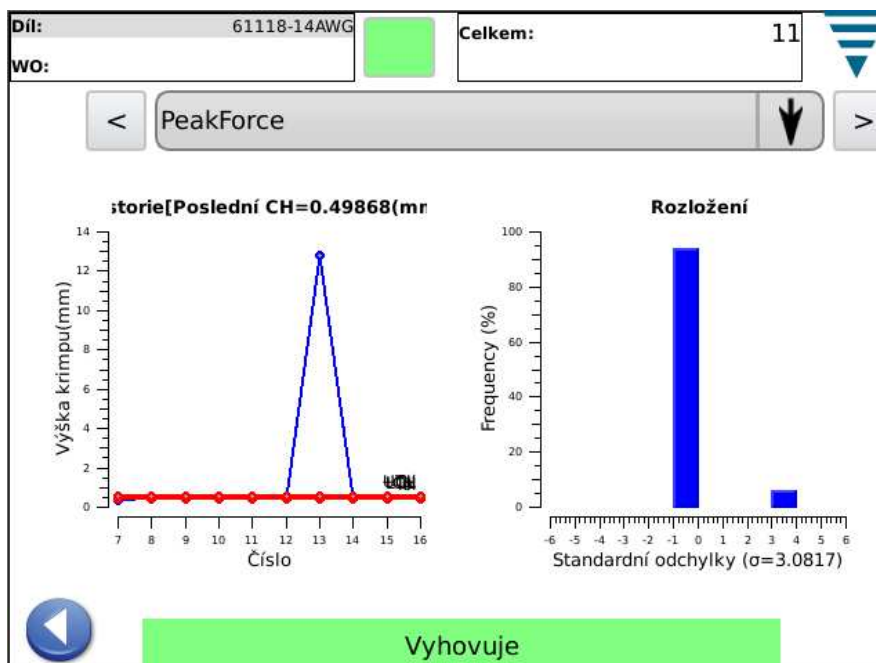 Díl: 61118-14AWG
WO:
Celkem: 11
< PeakForce >
storie[Poslední CH=0.49868(mm
Výška krimpu(mm)
14
12
10
8
6
4
2
0
7 8 9 10 11 12 13 14 15 16
Číslo
Rozložení
Frequency (%)
100
80
60
40
20
0
-6 -5 -4 -3 -2 -1 0 1 2 3 4 5 6
Standardní odchylky (σ=3.0817)
Vyhovuje